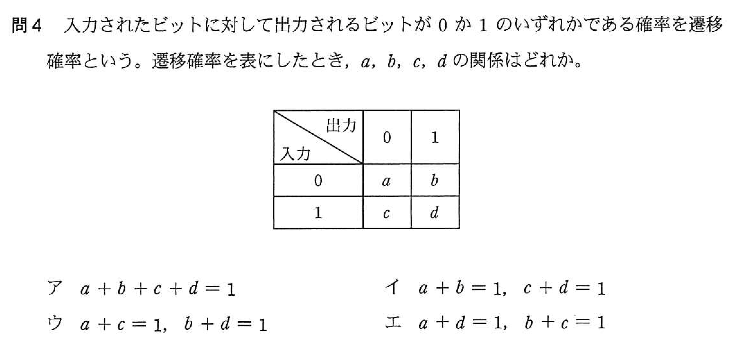 問4 入力されたビットに対して出力されるビットが 0 か 1 のいずれかである確率を遷移
確率という。遷移確率を表にしたとき，a，b，c，d の関係はどれか。
出力 0 1
入力
0 a b
1 c d
ア a + b + c + d = 1 イ a + b = 1, c + d = 1
ウ a + c = 1, b + d = 1 エ a + d = 1, b + c = 1